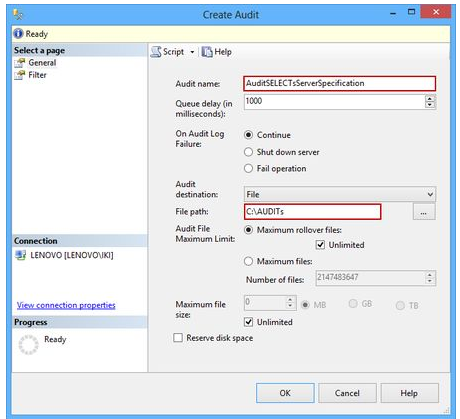 Create Audit
Ready
Select a page
General
Filter
Script
Help
Audit name:
AuditSELECTsServerSpecification
Queue delay (in
milliseconds):
1000
On Audit Log
Failure:
Continue
Shut down server
Fail operation
Audit
destination:
File
File path:
C:\AUDITs
...
Audit File
Maximum Limit:
Maximum rollover files:
Unlimited
Maximum files:
Number of files:
2147483647
Maximum file
size:
0
MB
GB
TB
Unlimited
Reserve disk space
Connection
LENOVO [LENOVO\IKI]
View connection properties
Progress
Ready
OK
Cancel
Help